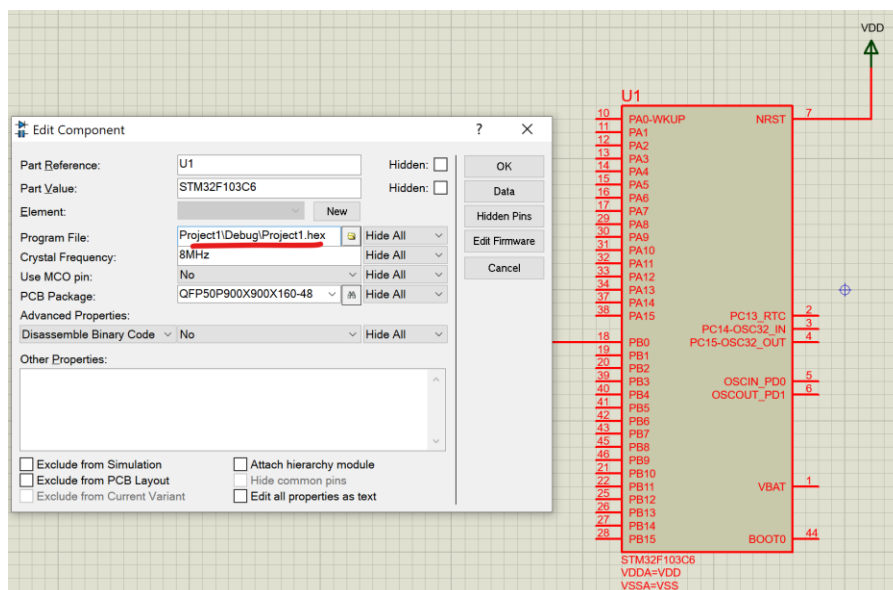 VDD
Edit Component
?
Part Reference: U1 Hidden:
Part Value: STM32F103C6 Hidden:
Element: New
Program File: Project1\Debug\Project1.hex Hide All
Crystal Frequency: 8MHz Hide All
Use MCO pin: No Hide All
PCB Package: QFP50P900X900X160-48 Hide All
Advanced Properties:
Disassemble Binary Code No Hide All
Other Properties:
Exclude from Simulation Attach hierarchy module
Exclude from PCB Layout Hide common pins
Exclude from Current Variant Edit all properties as text
OK
Data
Hidden Pins
Edit Firmware
Cancel
U1
10 PA0-WKUP NRST 7
11 PA1
12 PA2
13 PA3
14 PA4
15 PA5
16 PA6
17 PA7
29 PA8
30 PA9
31 PA10
32 PA11
33 PA12
34 PA13
37 PA14
38 PA15 PC13_RTC 2
PC14-OSC32_IN 3
18 PB0 PC15-OSC32_OUT 4
19 PB1
20 PB2
39 PB3 OSCIN_PD0 5
40 PB4 OSCOUT_PD1 6
41 PB5
42 PB6
43 PB7
45 PB8
46 PB9
21 PB10
22 PB11 VBAT 1
25 PB12
26 PB13
27 PB14
28 PB15 BOOT0 44
STM32F103C6
VDDA=VDD
VSSA=VSS